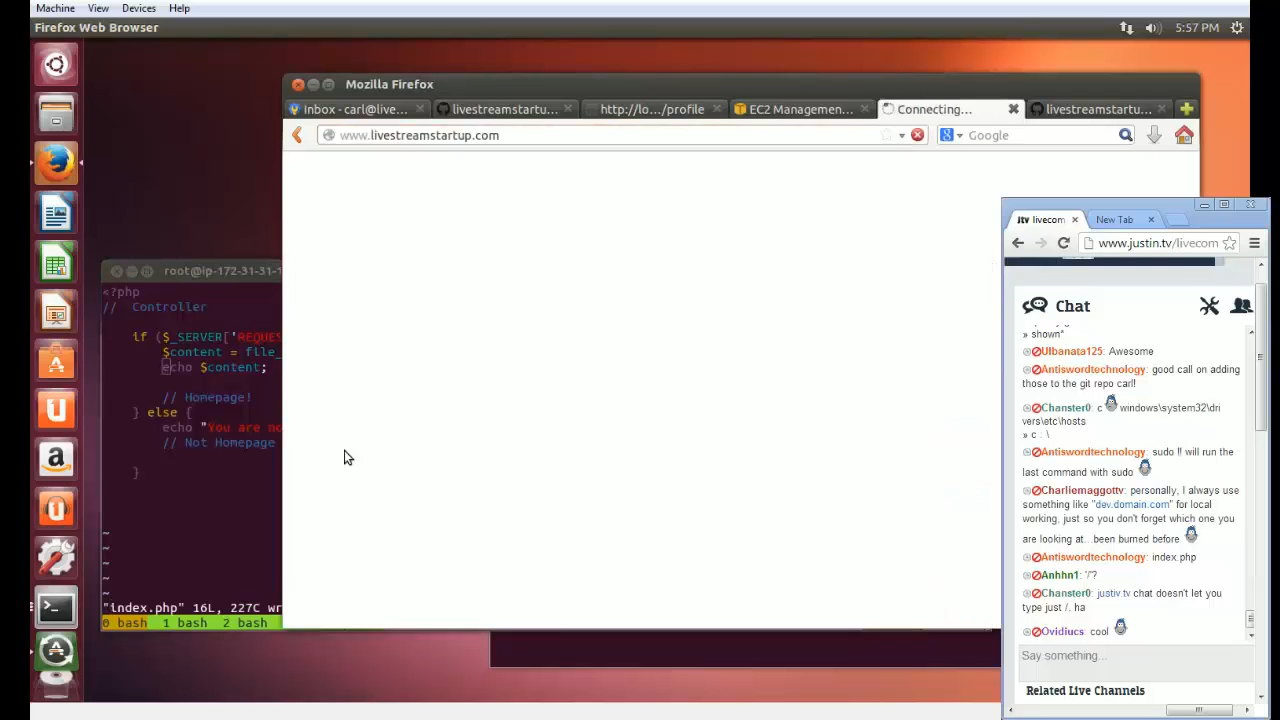 Machine View Devices Help
Firefox Web Browser
5:57 PM
Mozilla Firefox
Inbox - carl@live...
livestreamstartu...
http://lo.../profile
EC2 Managemen...
Connecting...
livestreamstartu...
www.livestreamstartup.com
Google
root@ip-172-31-31-1
<?php
// Controller
if ($_SERVER['REQUES
$content = file_
echo $content;
// Homepage!
} else {
echo "You are no
// Not Homepage
}
~
~
~
~
~
"index.php" 16L, 227C wr
0 bash 1 bash 2 bash
jtv livecom
New Tab
www.justin.tv/livecom
Chat
» shown*
Ulbanata125: Awesome
Antiswordtechnology: good call on adding
those to the git repo carl!
Chanster0: c windows\system32\dri
vers\etc\hosts
» c : \
Antiswordtechnology: sudo !! will run the
last command with sudo
Charliemaggottv: personally, I always use
something like "dev.domain.com" for local
working, just so you don't forget which one you
are looking at...been burned before
Antiswordtechnology: index.php
Anhhn1: '/'?
Chanster0: justiv.tv chat doesn't let you
type just /. ha
Ovidiucs: cool
Say something...
Related Live Channels